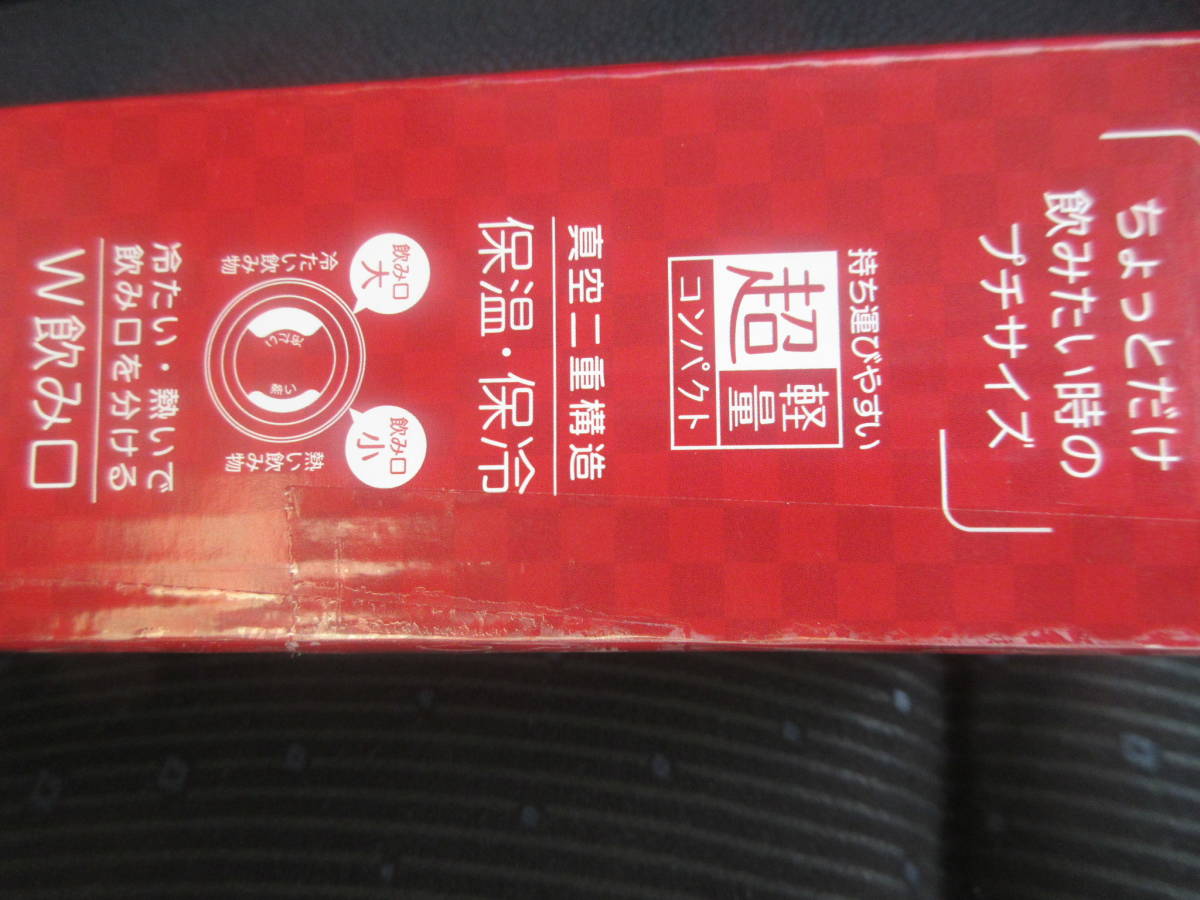 ちょっとだけ
飲みたい時の
プチサイズ
持ち運びやすい
超軽量
コンパクト
真空二重構造
保温・保冷
飲み口
大
冷たい飲み物
飲み口
小
熱い飲み物
冷たい・熱いで
飲み口を分ける
W飲み口